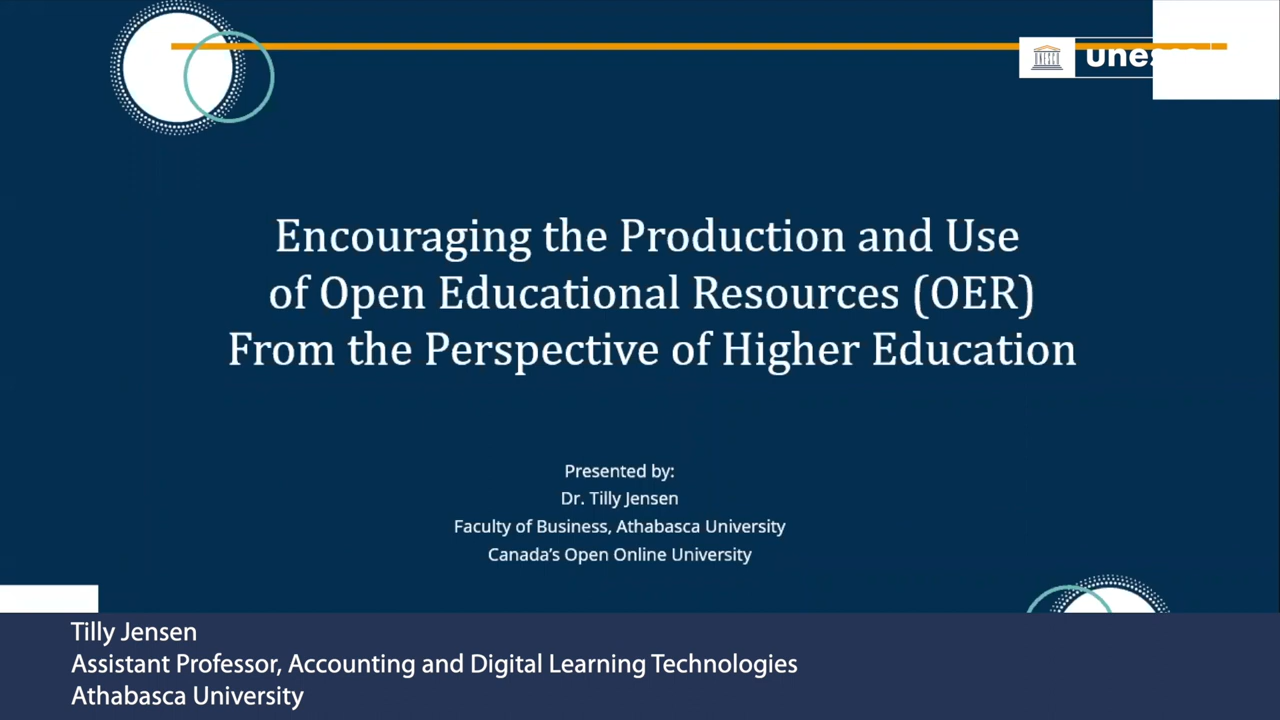 Encouraging the Production and Use
of Open Educational Resources (OER)
From the Perspective of Higher Education
Presented by:
Dr. Tilly Jensen
Faculty of Business, Athabasca University
Canada's Open Online University
Tilly Jensen
Assistant Professor, Accounting and Digital Learning Technologies
Athabasca University